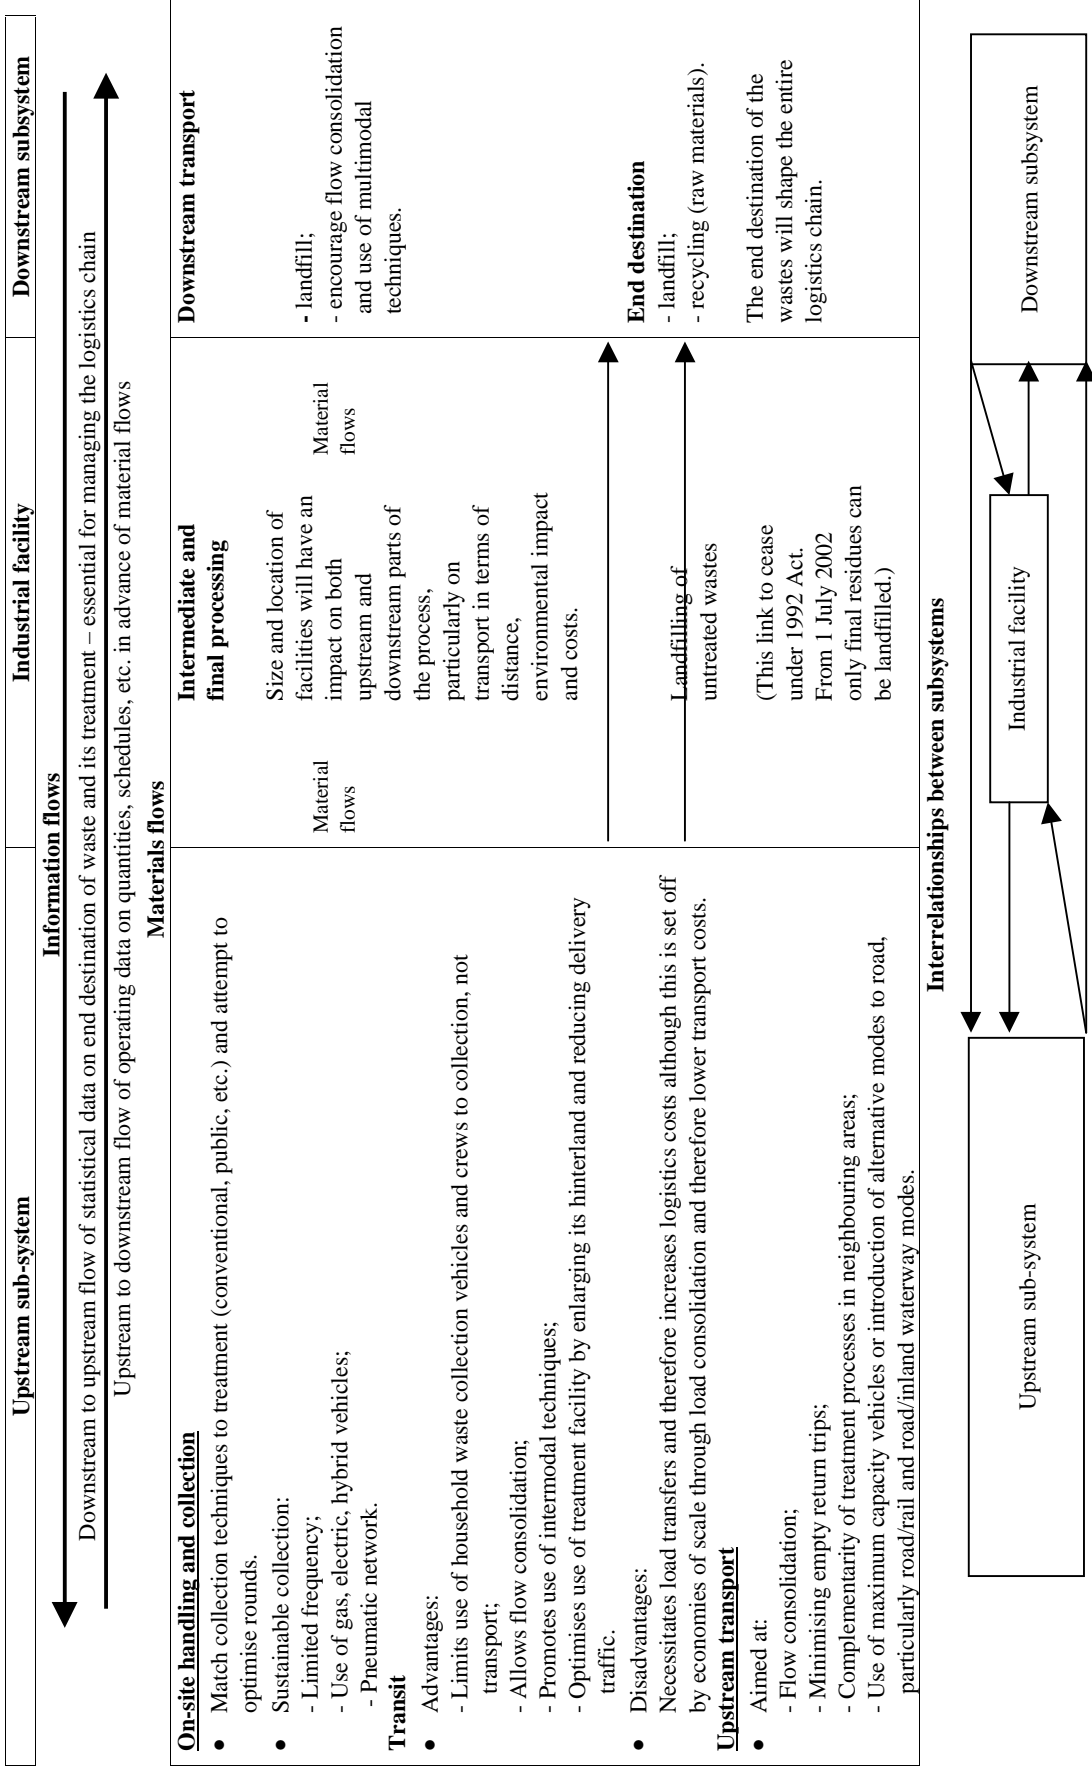 Upstream sub-system
Industrial facility
Downstream subsystem
Information flows
Downstream to upstream flow of statistical data on end destination of waste and its treatment – essential for managing the logistics chain
Upstream to downstream flow of operating data on quantities, schedules, etc. in advance of material flows
Materials flows
On-site handling and collection
● Match collection techniques to treatment (conventional, public, etc.) and attempt to
optimise rounds.
● Sustainable collection:
- Limited frequency;
- Use of gas, electric, hybrid vehicles;
- Pneumatic network.
Transit
● Advantages:
- Limits use of household waste collection vehicles and crews to collection, not
transport;
- Allows flow consolidation;
- Promotes use of intermodal techniques;
- Optimises use of treatment facility by enlarging its hinterland and reducing delivery
traffic.
● Disadvantages:
Necessitates load transfers and therefore increases logistics costs although this is set off
by economies of scale through load consolidation and therefore lower transport costs.
Upstream transport
● Aimed at:
- Flow consolidation;
- Minimising empty return trips;
- Complementarity of treatment processes in neighbouring areas;
- Use of maximum capacity vehicles or introduction of alternative modes to road,
particularly road/rail and road/inland waterway modes.
Material
flows
Intermediate and
final processing
Size and location of
facilities will have an
impact on both
upstream and
downstream parts of
the process,
particularly on
transport in terms of
distance,
environmental impact
and costs.
Landfilling of
untreated wastes
(This link to cease
under 1992 Act.
From 1 July 2002
only final residues can
be landfilled.)
Material
flows
Downstream transport
- landfill;
- encourage flow consolidation
and use of multimodal
techniques.
End destination
- landfill;
- recycling (raw materials).
The end destination of the
wastes will shape the entire
logistics chain.
Interrelationships between subsystems
Upstream sub-system
Industrial facility
Downstream subsystem